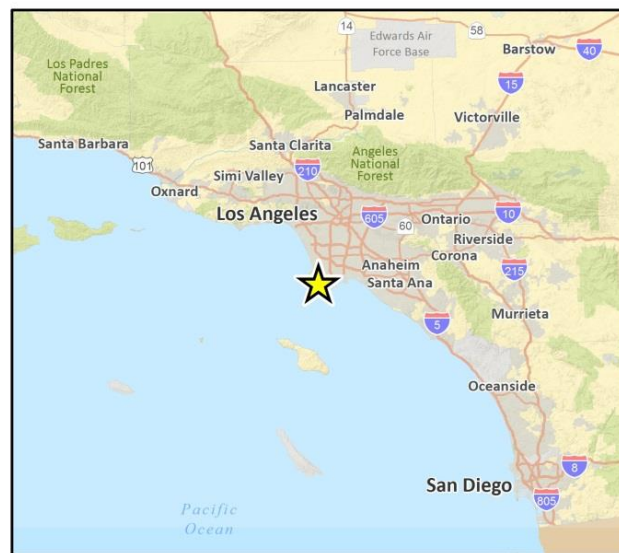 14
58
Edwards Air
Force Base
Barstow
40
Los Padres
National
Forest
Lancaster
15
Palmdale
Victorville
Santa Barbara
Santa Clarita
101
Simi Valley
210
Angeles
National
Forest
Oxnard
Los Angeles
605
60
Ontario
10
Riverside
Corona
Anaheim
215
Santa Ana
Murrieta
5
Oceanside
San Diego
8
805
Pacific
Ocean